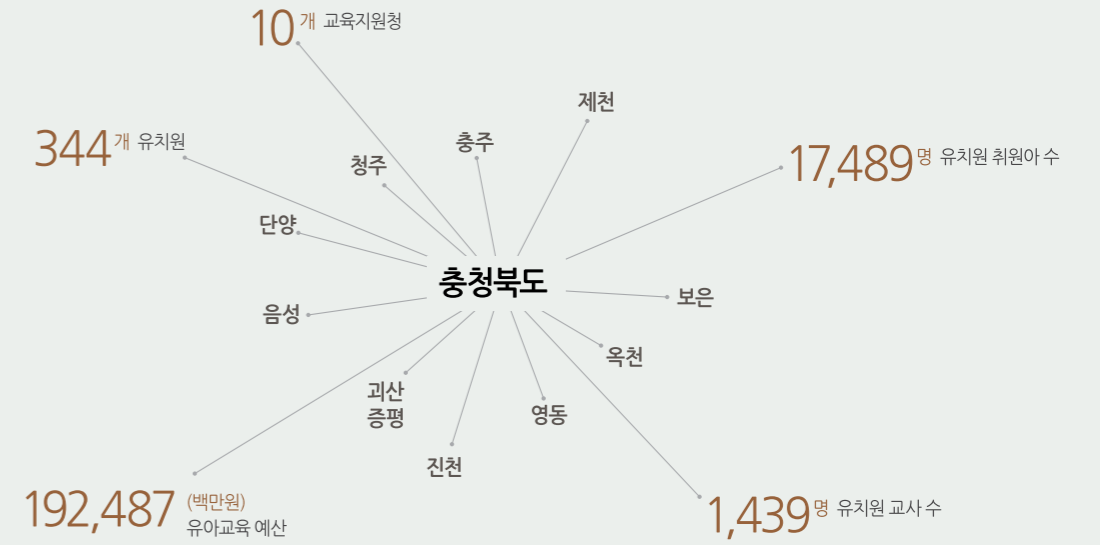 10 개 교육지원청
제천
344 개 유치원
충주
17,489 명 유치원 취원아 수
청주
단양
충청북도
보은
음성
옥천
괴산
증평
영동
진천
192,487 (백만원)
유아교육 예산
1,439 명 유치원 교사 수